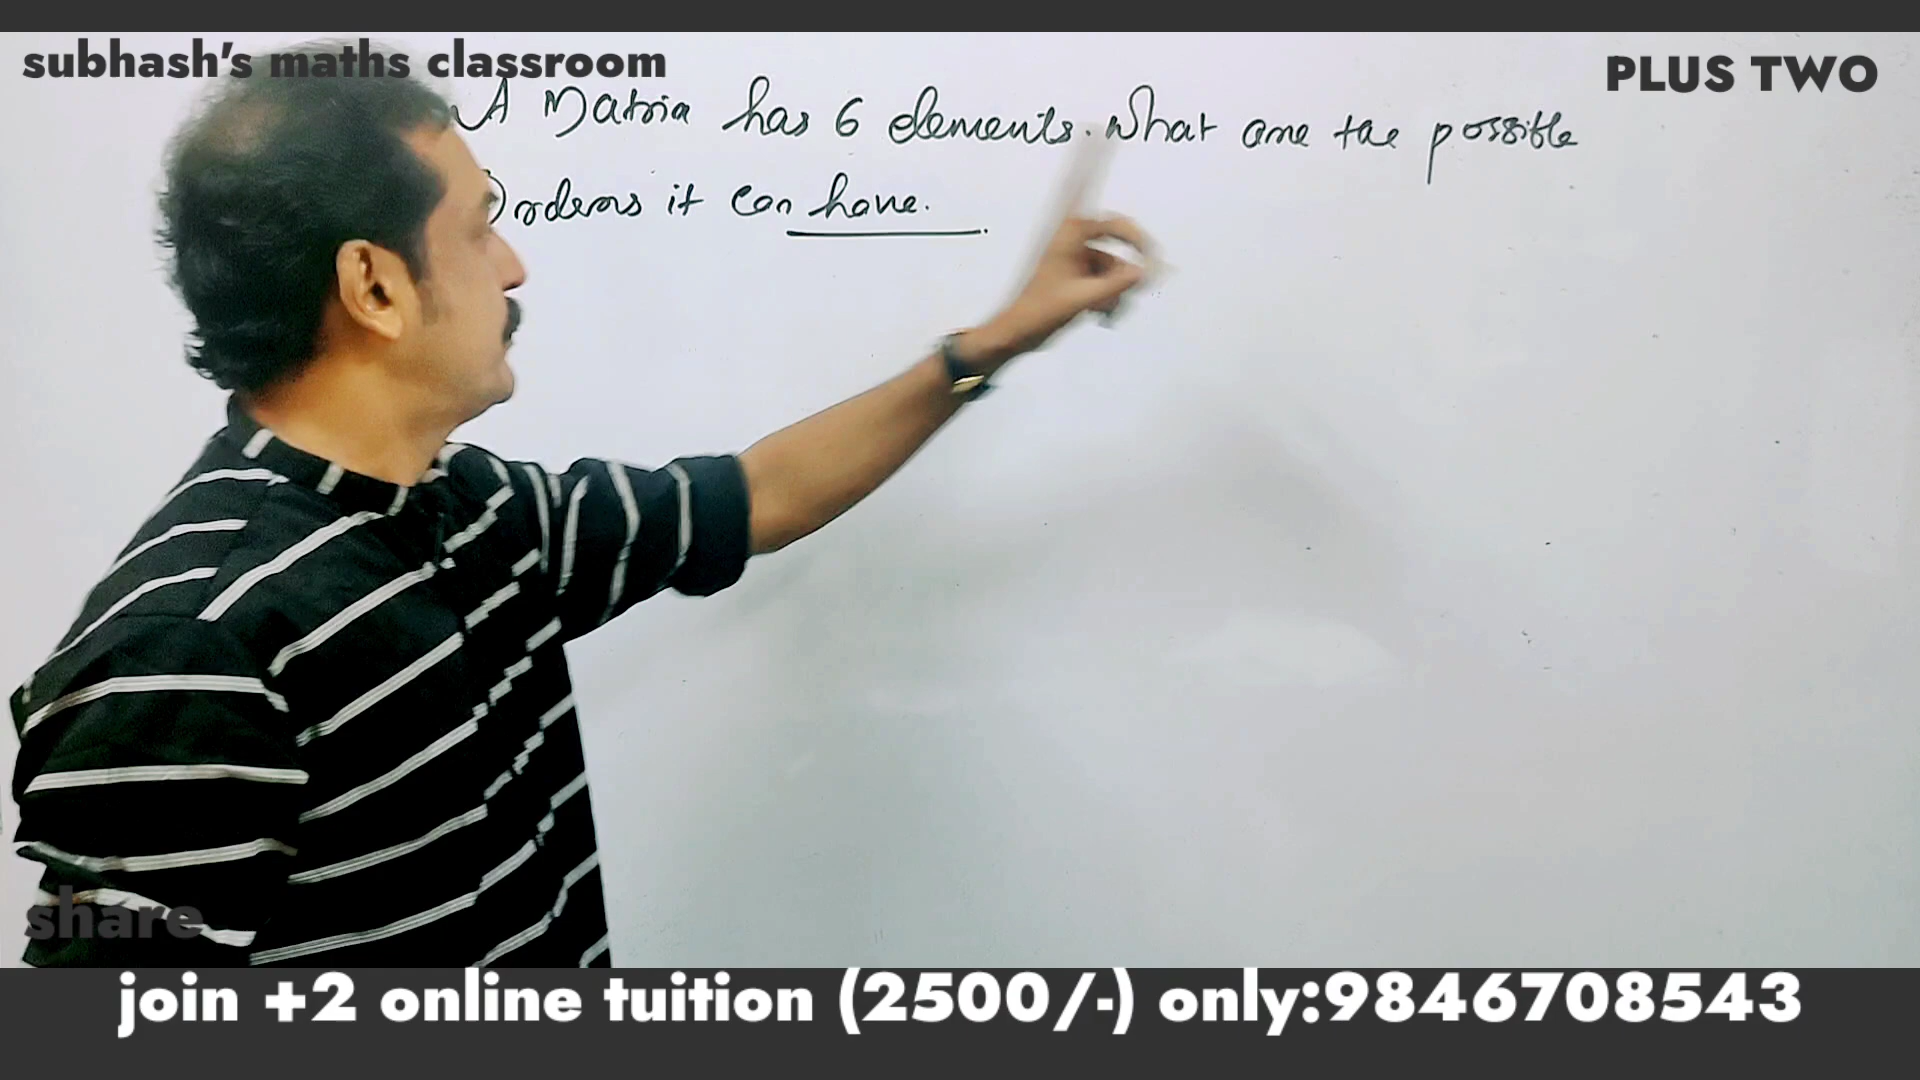 subhash's maths classroom
PLUS TWO
A Matrix has 6 elements. What are the possible
Orders it can have.
share
join +2 online tuition (2500/-) only:9846708543